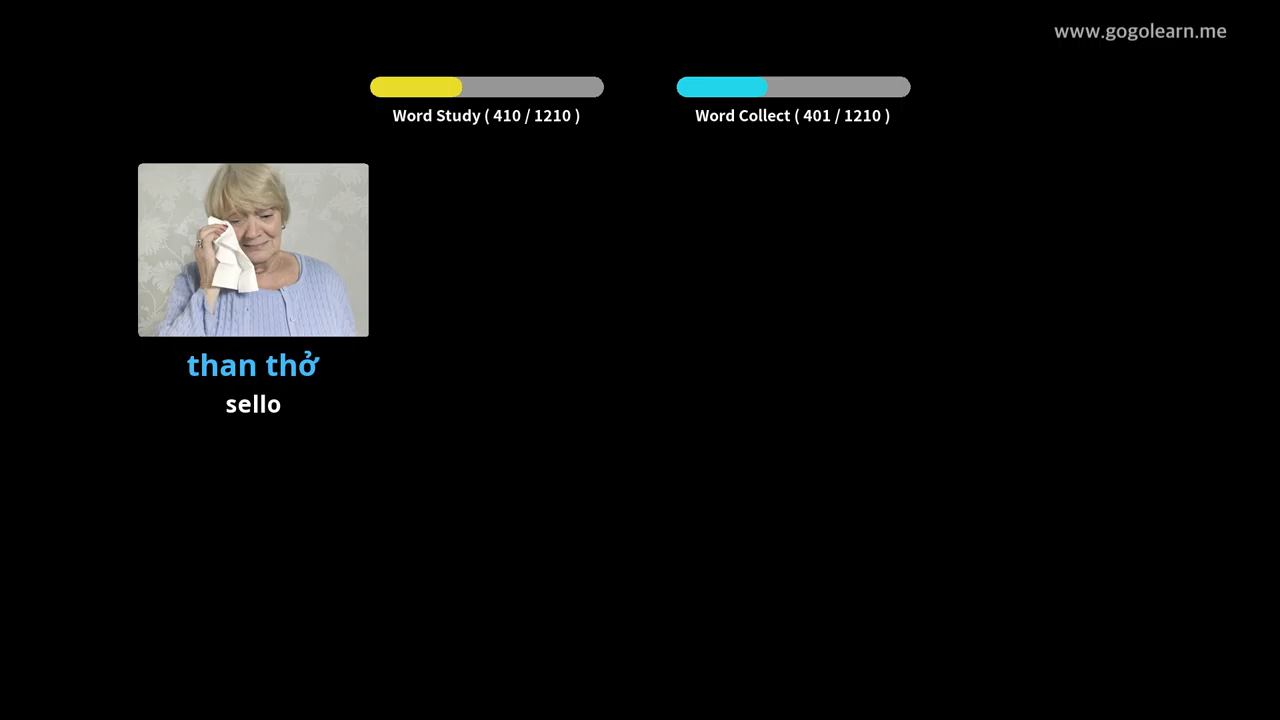 www.gogolearn.me
Word Study ( 410 / 1210 )
Word Collect ( 401 / 1210 )
than thở
sello